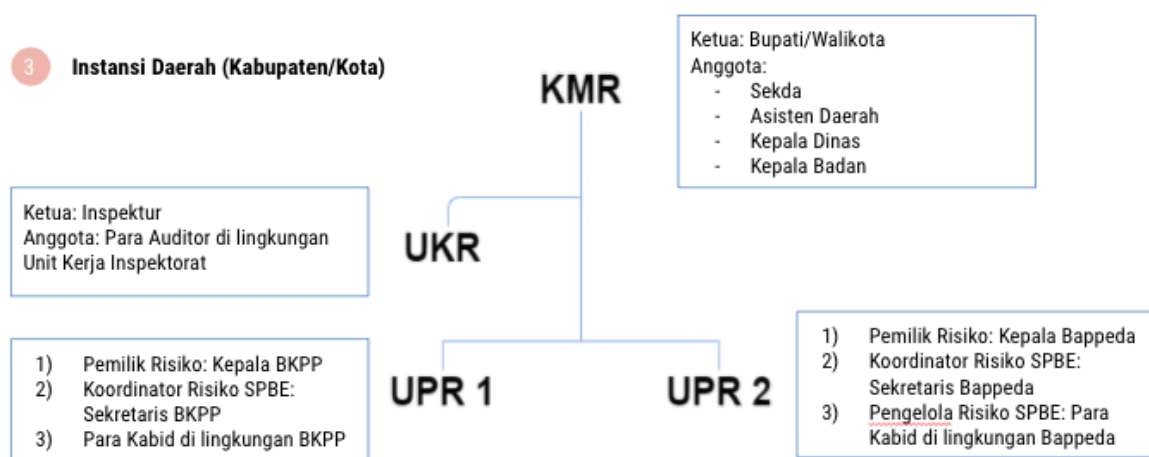 3 Instansi Daerah (Kabupaten/Kota)
KMR
Ketua: Bupati/Walikota
Anggota:
- Sekda
- Asisten Daerah
- Kepala Dinas
- Kepala Badan
Ketua: Inspektur
Anggota: Para Auditor di lingkungan
Unit Kerja Inspektorat
UKR
1) Pemilik Risiko: Kepala BKPP
2) Koordinator Risiko SPBE:
Sekretaris BKPP
3) Para Kabid di lingkungan BKPP
UPR 1
UPR 2
1) Pemilik Risiko: Kepala Bappeda
2) Koordinator Risiko SPBE:
Sekretaris Bappeda
3) Pengelola Risiko SPBE: Para
Kabid di lingkungan Bappeda